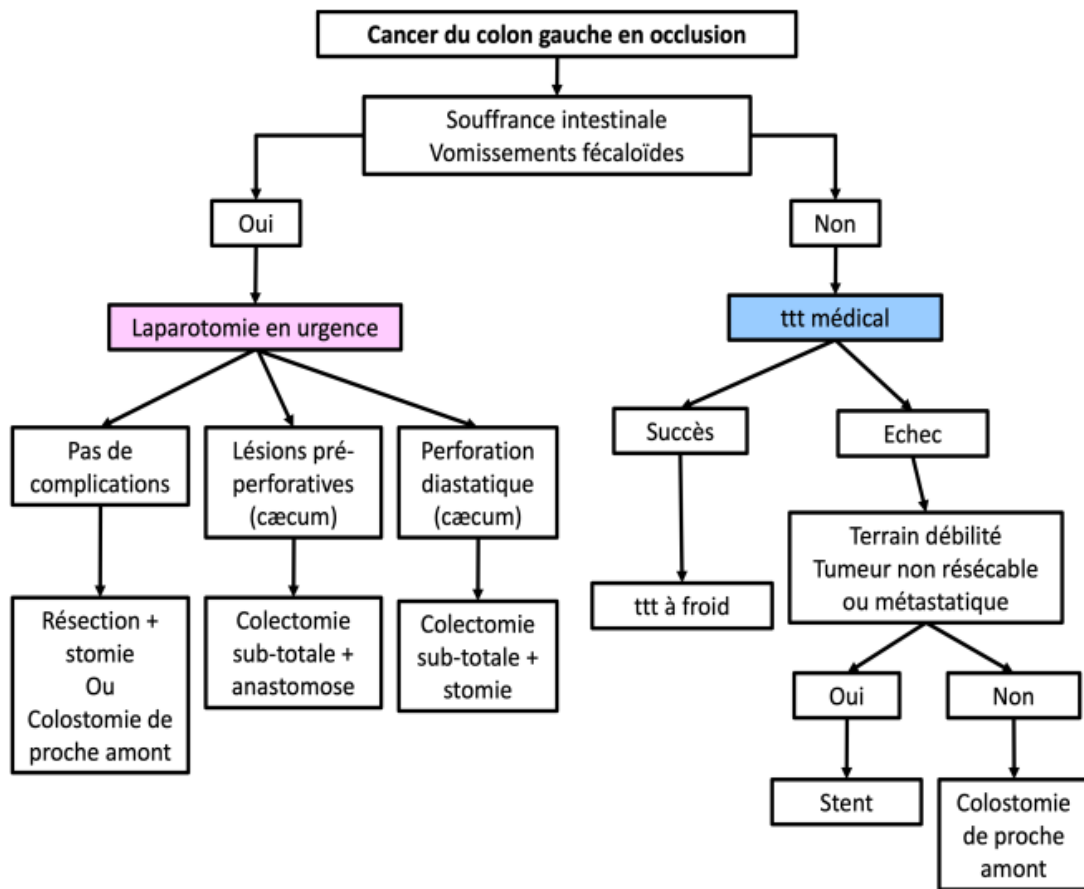 Cancer du colon gauche en occlusion
Souffrance intestinale
Vomissements fécaloïdes
Oui
Non
Laparotomie en urgence
ttt médical
Pas de
complications
Lésions pré-
perforatives
(cæcum)
Perforation
diastatique
(cæcum)
Succès
Echec
Résection +
stomie
Ou
Colostomie de
proche amont
Colectomie
sub-totale +
anastomose
Colectomie
sub-totale +
stomie
ttt à froid
Terrain débilité
Tumeur non résécable
ou métastatique
Oui
Non
Stent
Colostomie
de proche
amont